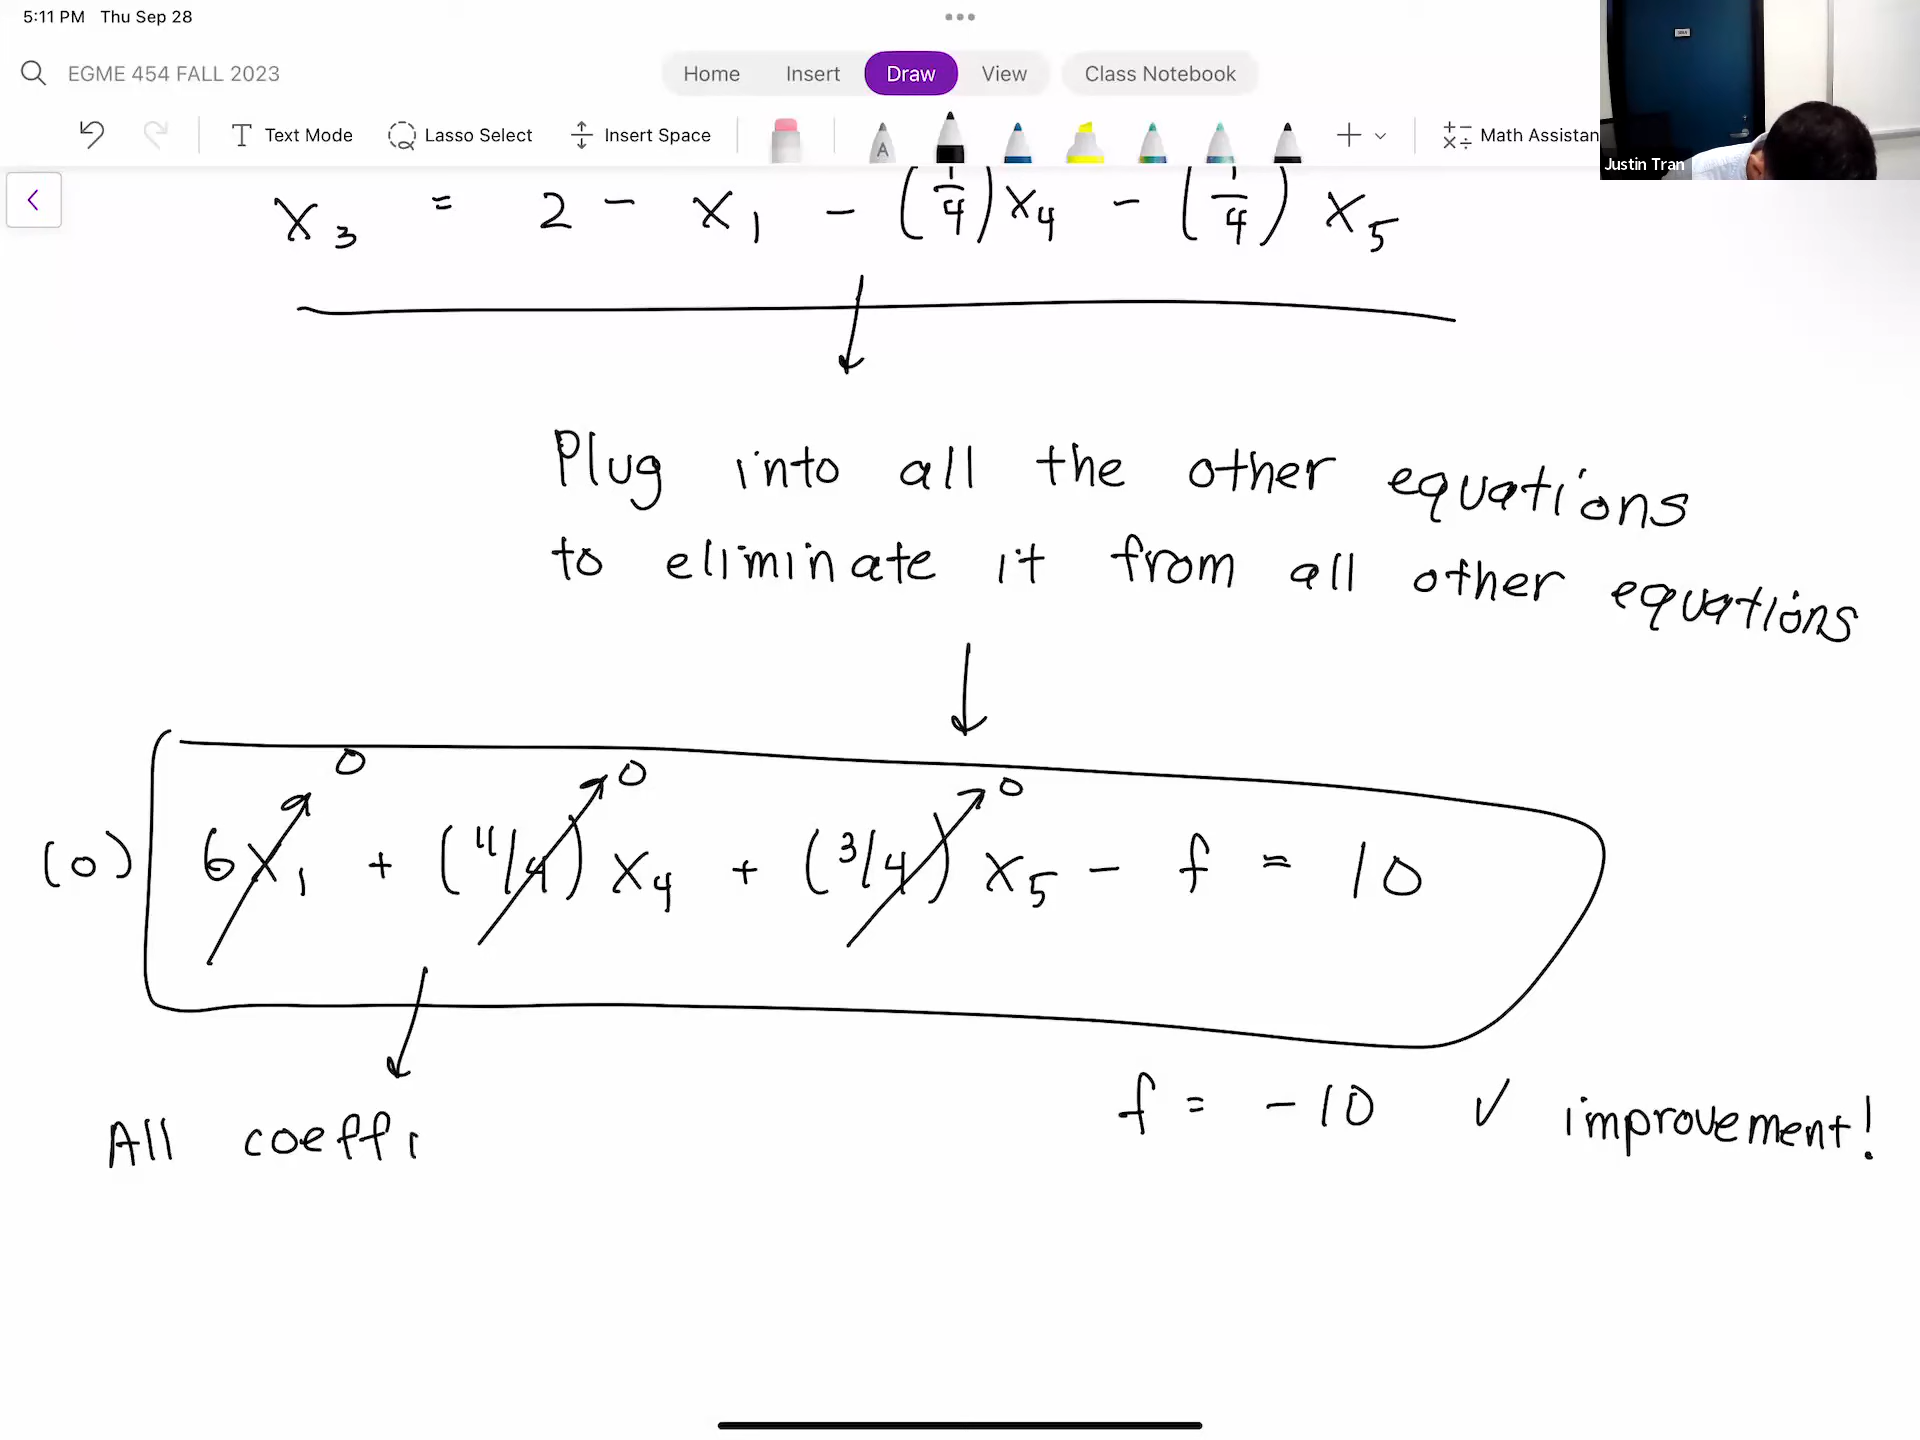 5:11 PM Thu Sep 28
EGME 454 FALL 2023
Home Insert Draw View Class Notebook
Text Mode Lasso Select Insert Space Math Assistan
Justin Tran
x₃ = 2 - x₁ - (1/4)x₄ - (1/4) x₅
Plug into all the other equations
to eliminate it from all other equations
0 0 0
(0) 6x₁ + (11/4) x₄ + (3/4) x₅ - f = 10
f = -10 ✓ improvement!
All coeffi